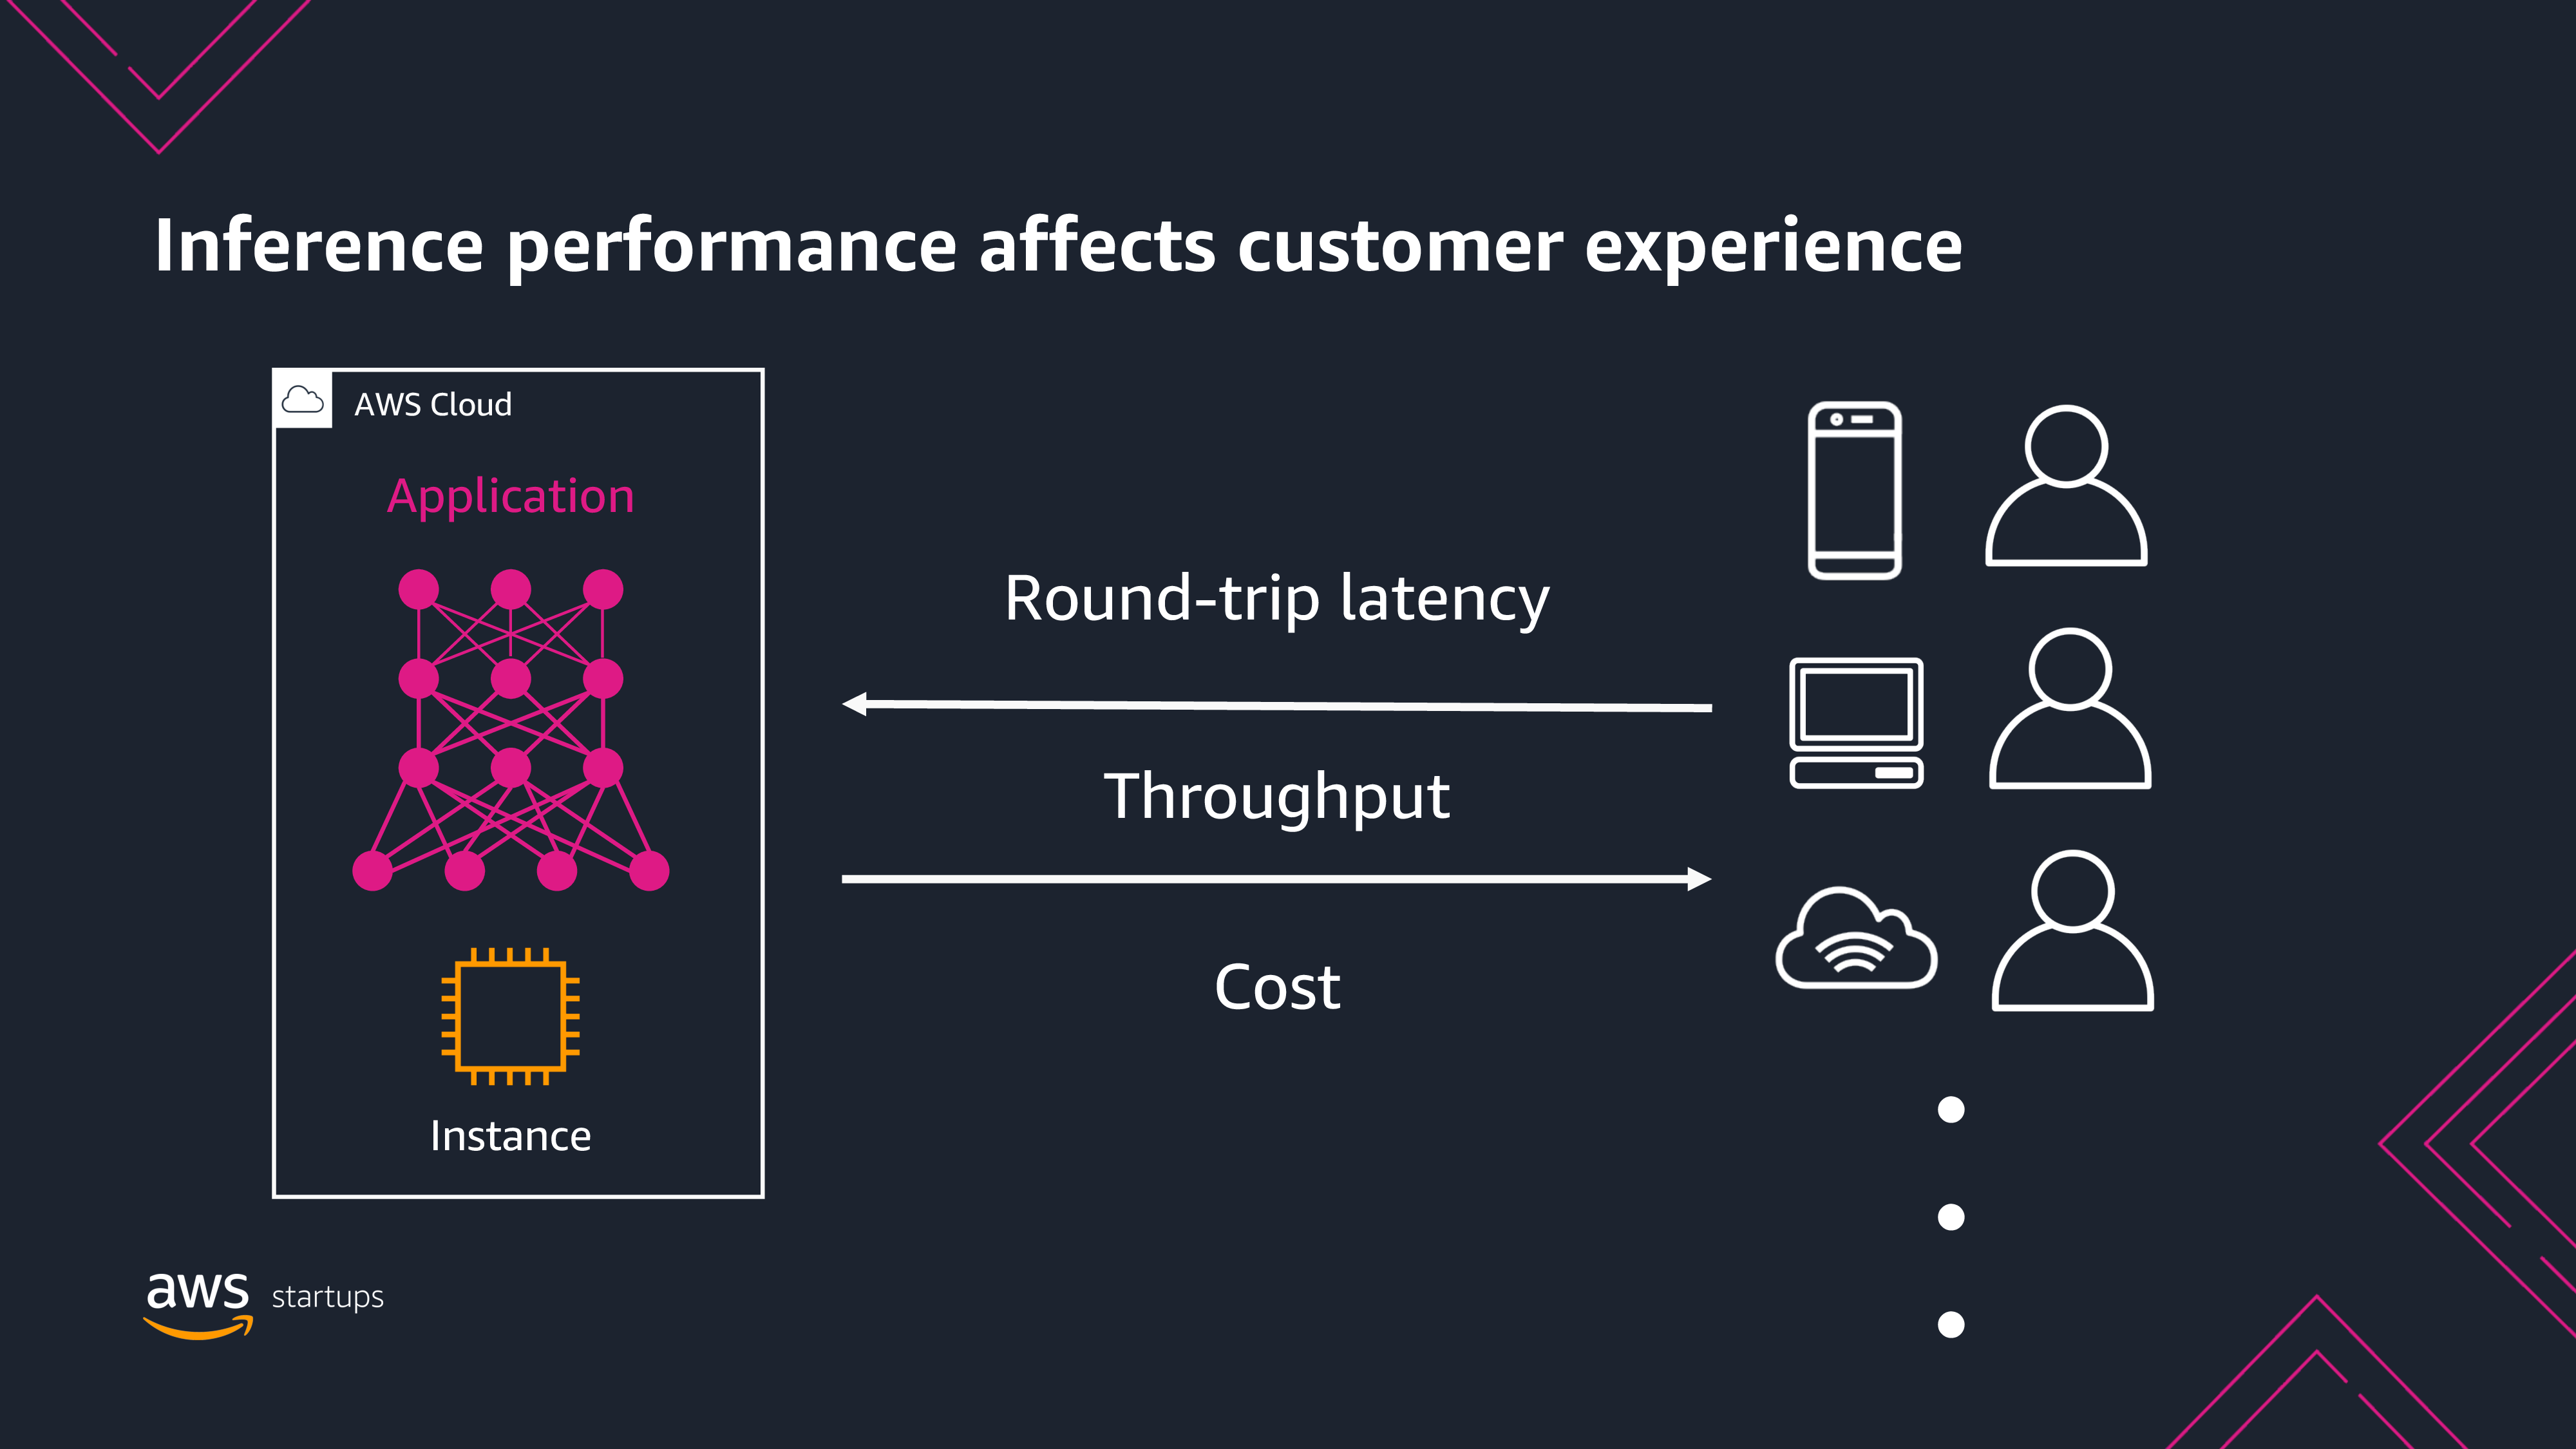 Inference performance affects customer experience
AWS Cloud
Application
Round-trip latency
Throughput
Cost
Instance
aws startups